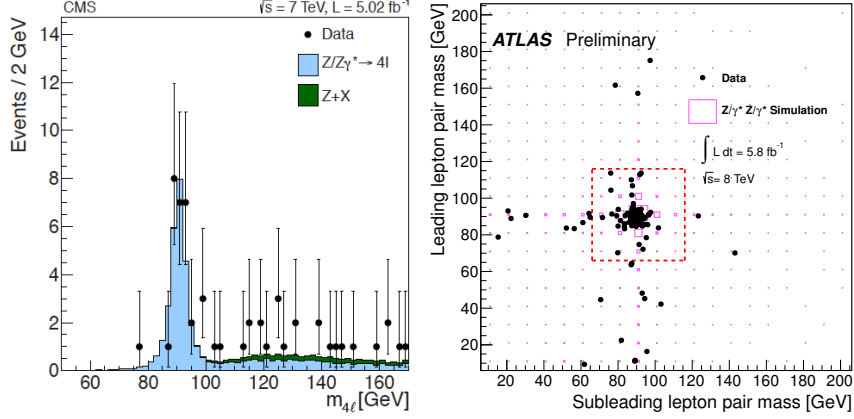 CMS
√s = 7 TeV, L = 5.02 fb⁻¹
Events / 2 GeV
14
12
10
8
6
4
2
0
Data
Z/Zγ*→ 4l
Z+X
60 80 100 120 140 160
m4ℓ [GeV]
Leading lepton pair mass [GeV]
200
180
160
140
120
100
80
60
40
20
ATLAS Preliminary
Data
Z/γ* Z/γ* Simulation
∫ L dt = 5.8 fb⁻¹
√s= 8 TeV
20 40 60 80 100 120 140 160 180 200
Subleading lepton pair mass [GeV]